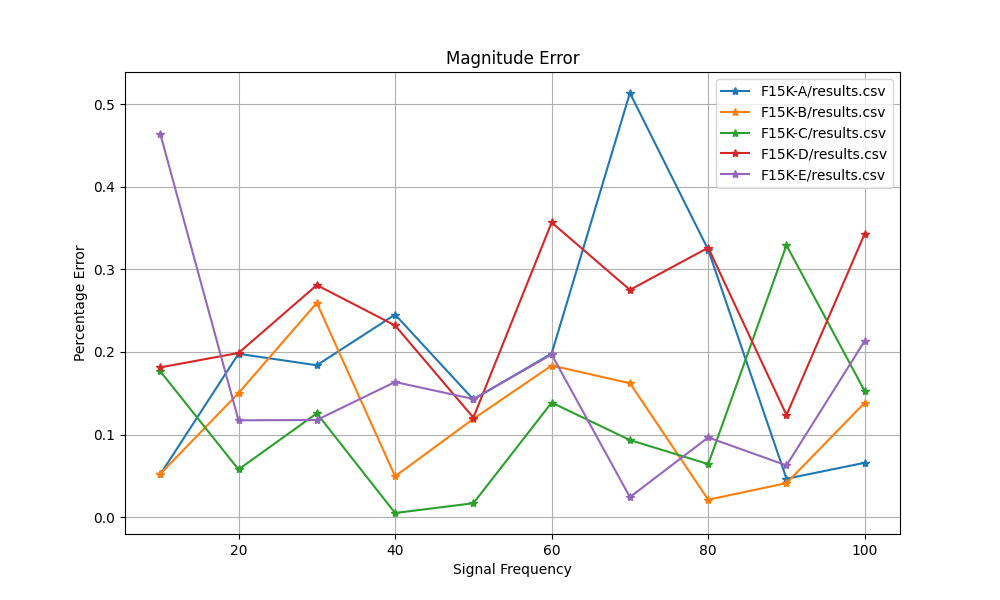 Magnitude Error
F15K-A/results.csv
F15K-B/results.csv
F15K-C/results.csv
F15K-D/results.csv
F15K-E/results.csv
Percentage Error
0.5
0.4
0.3
0.2
0.1
0.0
20 40 60 80 100
Signal Frequency